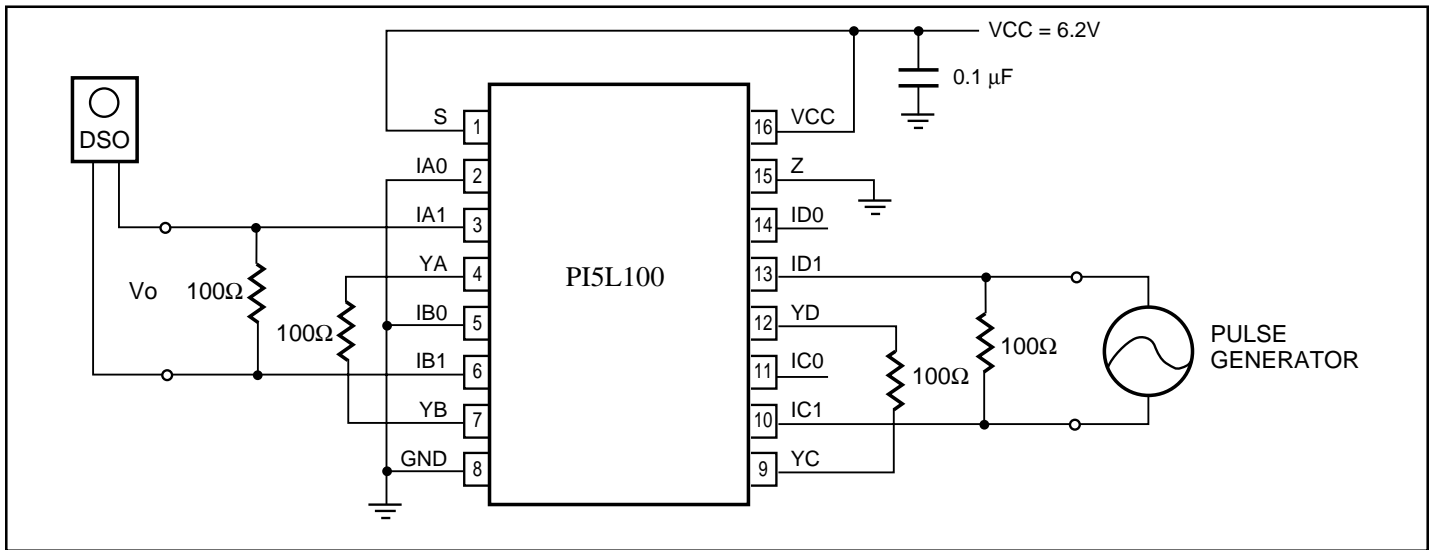 VCC = 6.2V
0.1 μF
DSO
S
1
16
VCC
IA0
2
15
Z
IA1
3
14
ID0
YA
4
PI5L100
13
ID1
Vo
100Ω
100Ω
IB0
5
12
YD
100Ω
100Ω
PULSE
GENERATOR
IB1
6
11
IC0
YB
7
10
IC1
GND
8
9
YC